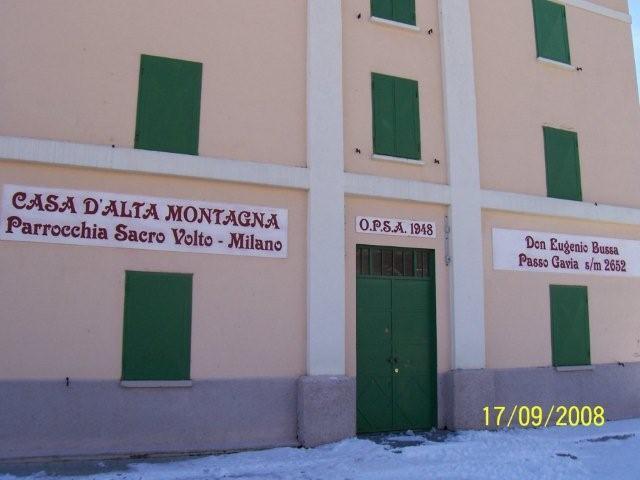 CASA D'ALTA MONTAGNA
Parrocchia Sacro Volto - Milano
O.P.S.A. 1948
Don Eugenio Bussa
Passo Gavia s/m 2652
17/09/2008